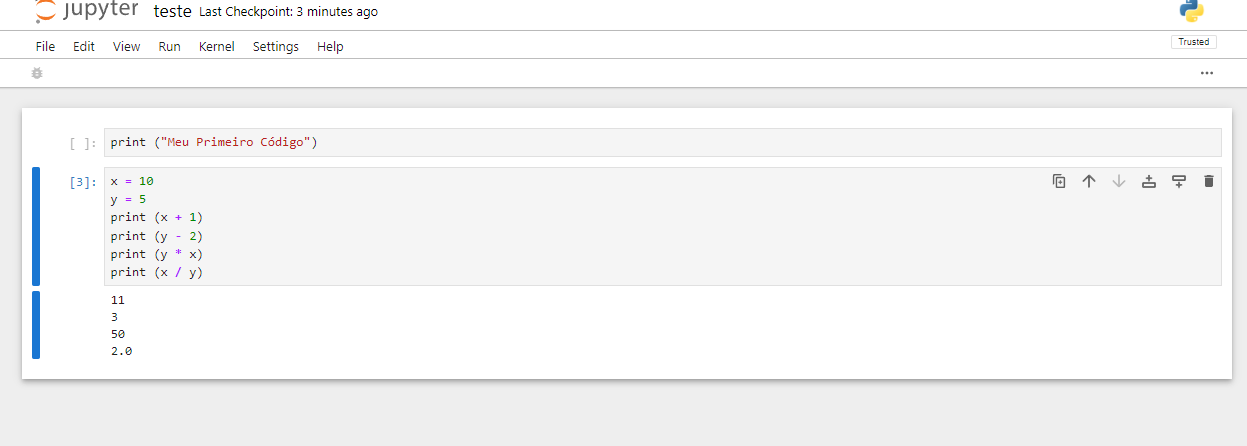 jupyter teste Last Checkpoint: 3 minutes ago
File Edit View Run Kernel Settings Help Trusted
[ ]: print ("Meu Primeiro Código")
[3]: x = 10
y = 5
print (x + 1)
print (y - 2)
print (y * x)
print (x / y)
11
3
50
2.0